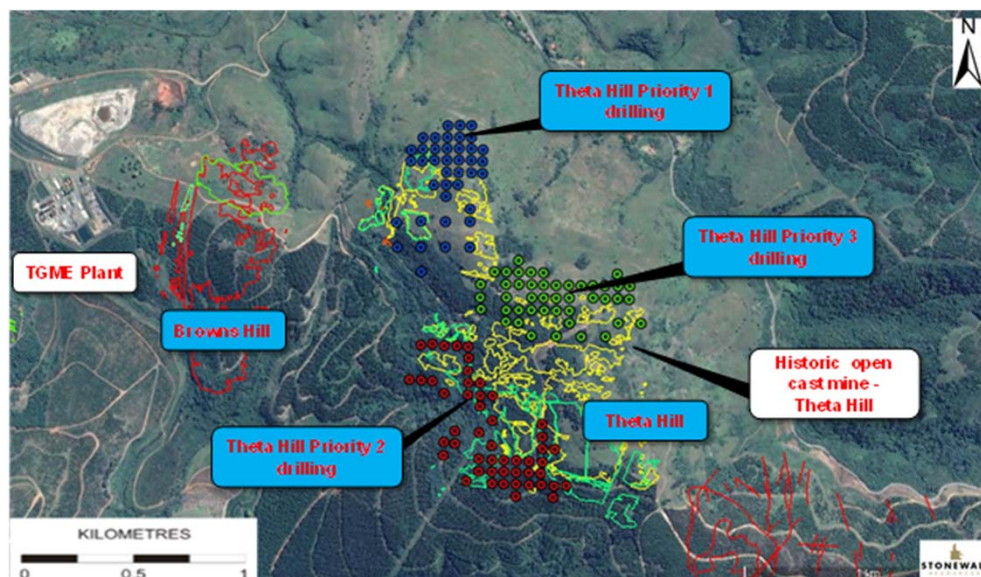 N
Theta Hill Priority 1
drilling
Theta Hill Priority 3
drilling
TGME Plant
Browns Hill
Historic open
cast mine -
Theta Hill
Theta Hill
Theta Hill Priority 2
drilling
KILOMETRES
0 0.5 1
STONEWALL
RESOURCES